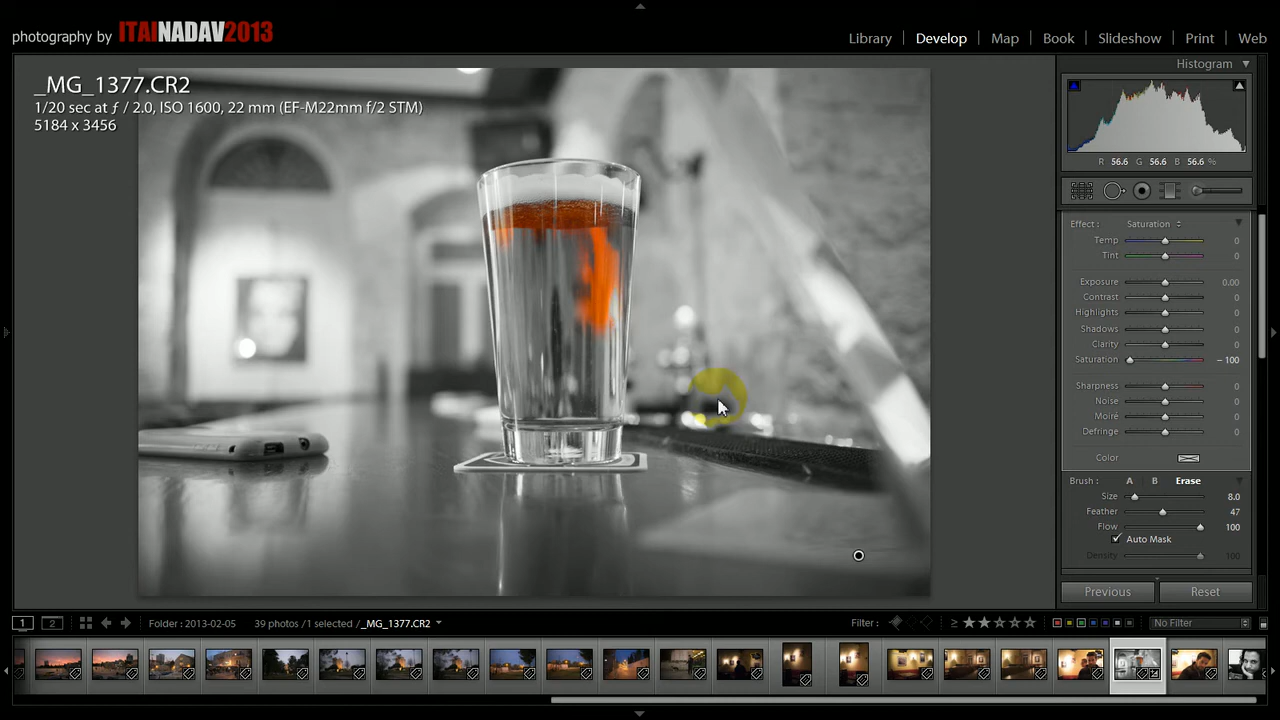 photography by ITAINADAV2013
Library | Develop | Map | Book | Slideshow | Print | Web
_MG_1377.CR2
1/20 sec at ƒ / 2.0, ISO 1600, 22 mm (EF-M22mm f/2 STM)
5184 x 3456
Histogram
R 56.6 G 56.6 B 56.6 %
Effect : Saturation
Temp 0
Tint 0
Exposure 0.00
Contrast 0
Highlights 0
Shadows 0
Clarity 0
Saturation – 100
Sharpness 0
Noise 0
Moiré 0
Defringe 0
Color
Brush : A B Erase
Size 8.0
Feather 47
Flow 100
Auto Mask
Density 100
Previous Reset
1 2 Folder : 2013-02-05 39 photos / 1 selected / _MG_1377.CR2 Filter : ≥ ★★☆☆☆ No Filter